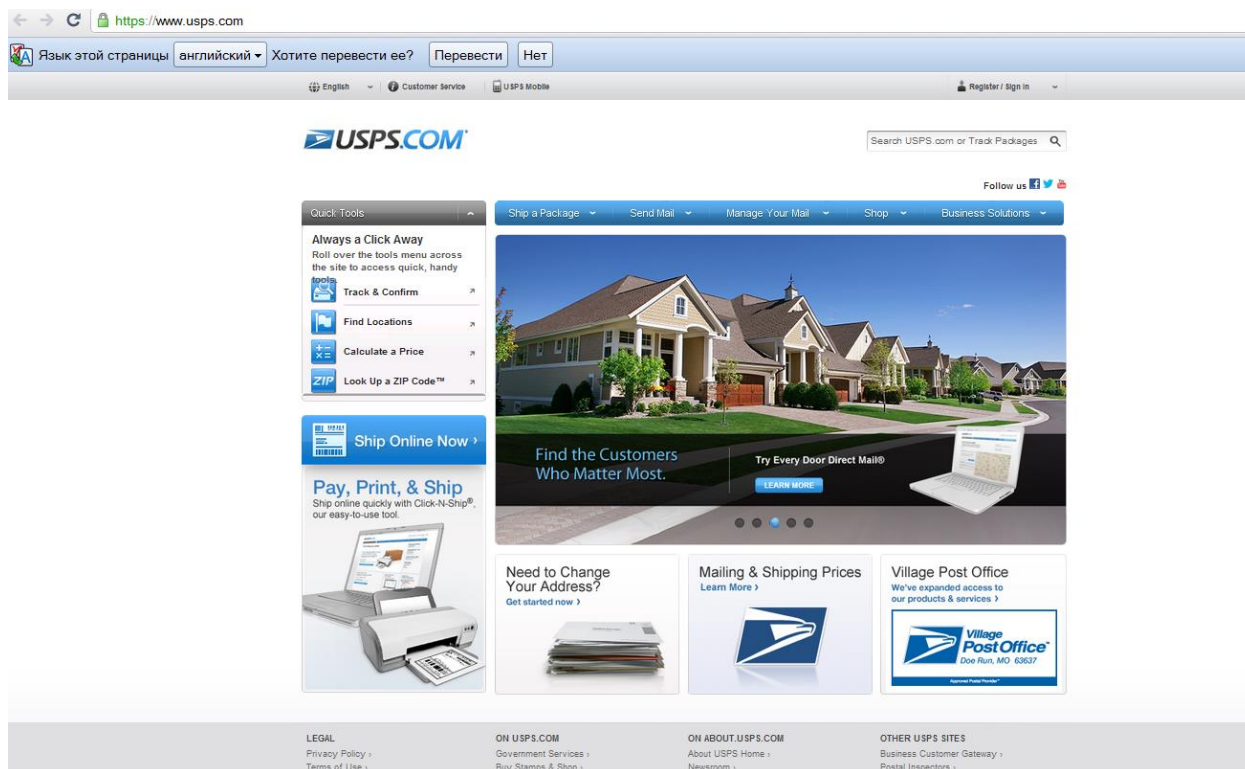 https://www.usps.com
Язык этой страницы английский Хотите перевести ее? Перевести Нет
English Customer Service USPS Mobile Register / Sign In
USPS.COM
Search USPS.com or Track Packages
Follow us
Quick Tools
Ship a Package Send Mail Manage Your Mail Shop Business Solutions
Always a Click Away
Roll over the tools menu across
the site to access quick, handy
tools.
Track & Confirm
Find Locations
Calculate a Price
ZIP Look Up a ZIP Code™
Ship Online Now ›
Pay, Print, & Ship
Ship online quickly with Click-N-Ship®,
our easy-to-use tool.
Find the Customers
Who Matter Most.
Try Every Door Direct Mail®
LEARN MORE
Need to Change
Your Address?
Get started now ›
Mailing & Shipping Prices
Learn More ›
Village Post Office
We've expanded access to
our products & services ›
Village
PostOffice™
Doe Run, MO 63637
Approved Postal Provider™
LEGAL
Privacy Policy ›
Terms of Use ›
ON USPS.COM
Government Services ›
Buy Stamps & Shop ›
ON ABOUT.USPS.COM
About USPS Home ›
Newsroom ›
OTHER USPS SITES
Business Customer Gateway ›
Postal Inspectors ›